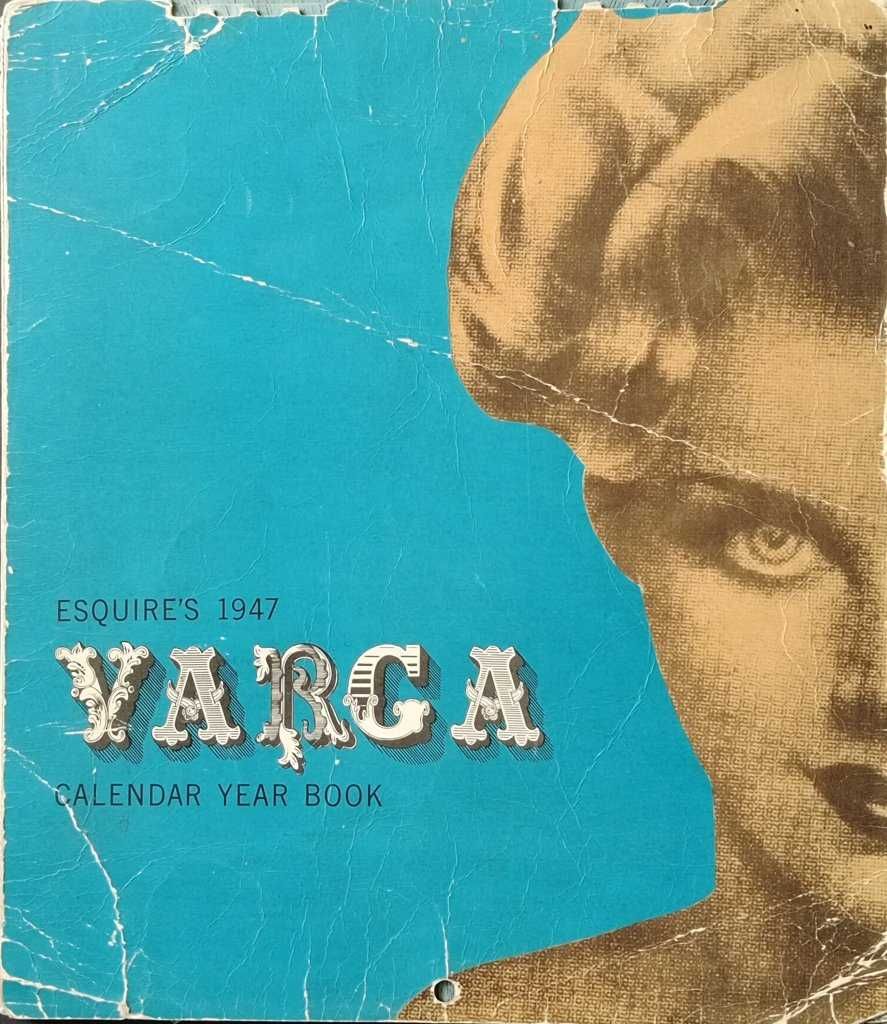 ESQUIRE'S 1947
VARGA
CALENDAR YEAR BOOK